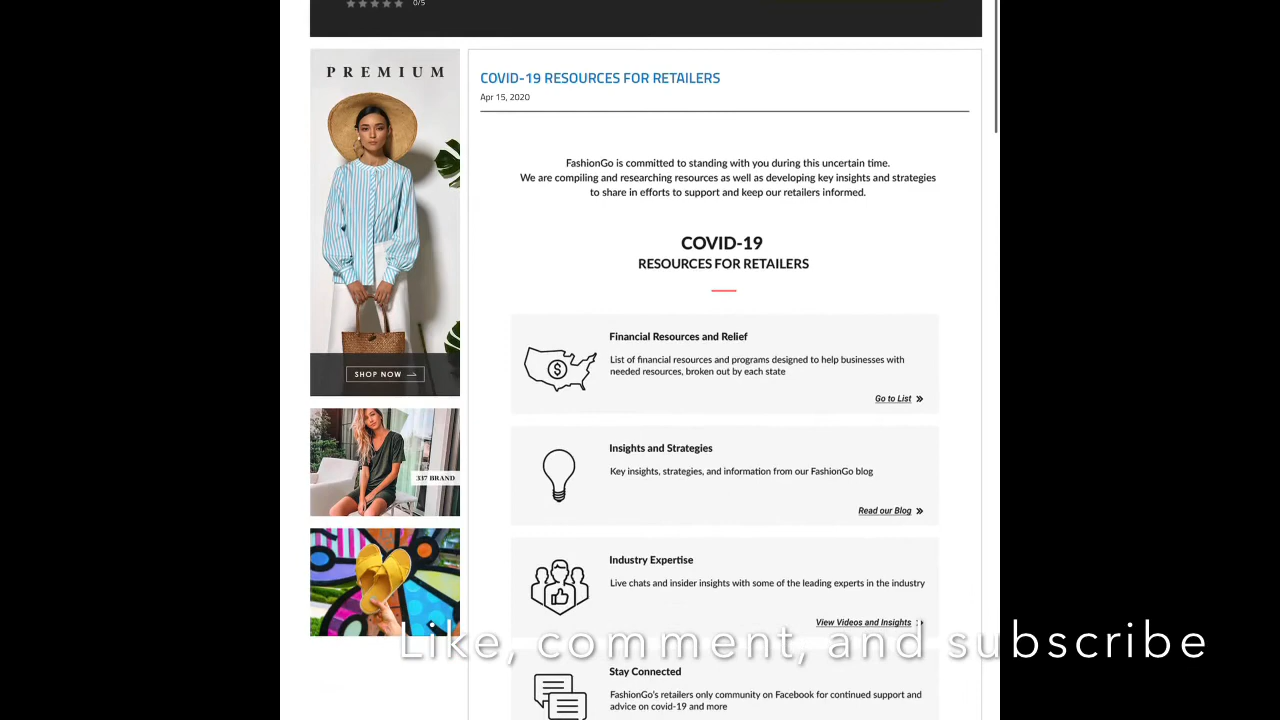 0/5
PREMIUM
SHOP NOW
337 BRAND
COVID-19 RESOURCES FOR RETAILERS
Apr 15, 2020
FashionGo is committed to standing with you during this uncertain time.
We are compiling and researching resources as well as developing key insights and strategies
to share in efforts to support and keep our retailers informed.
COVID-19
RESOURCES FOR RETAILERS
Financial Resources and Relief
List of financial resources and programs designed to help businesses with
needed resources, broken out by each state
Go to List
Insights and Strategies
Key insights, strategies, and information from our FashionGo blog
Read our Blog
Industry Expertise
Live chats and insider insights with some of the leading experts in the industry
View Videos and Insights
Like, comment, and subscribe
Stay Connected
FashionGo's retailers only community on Facebook for continued support and
advice on covid-19 and more